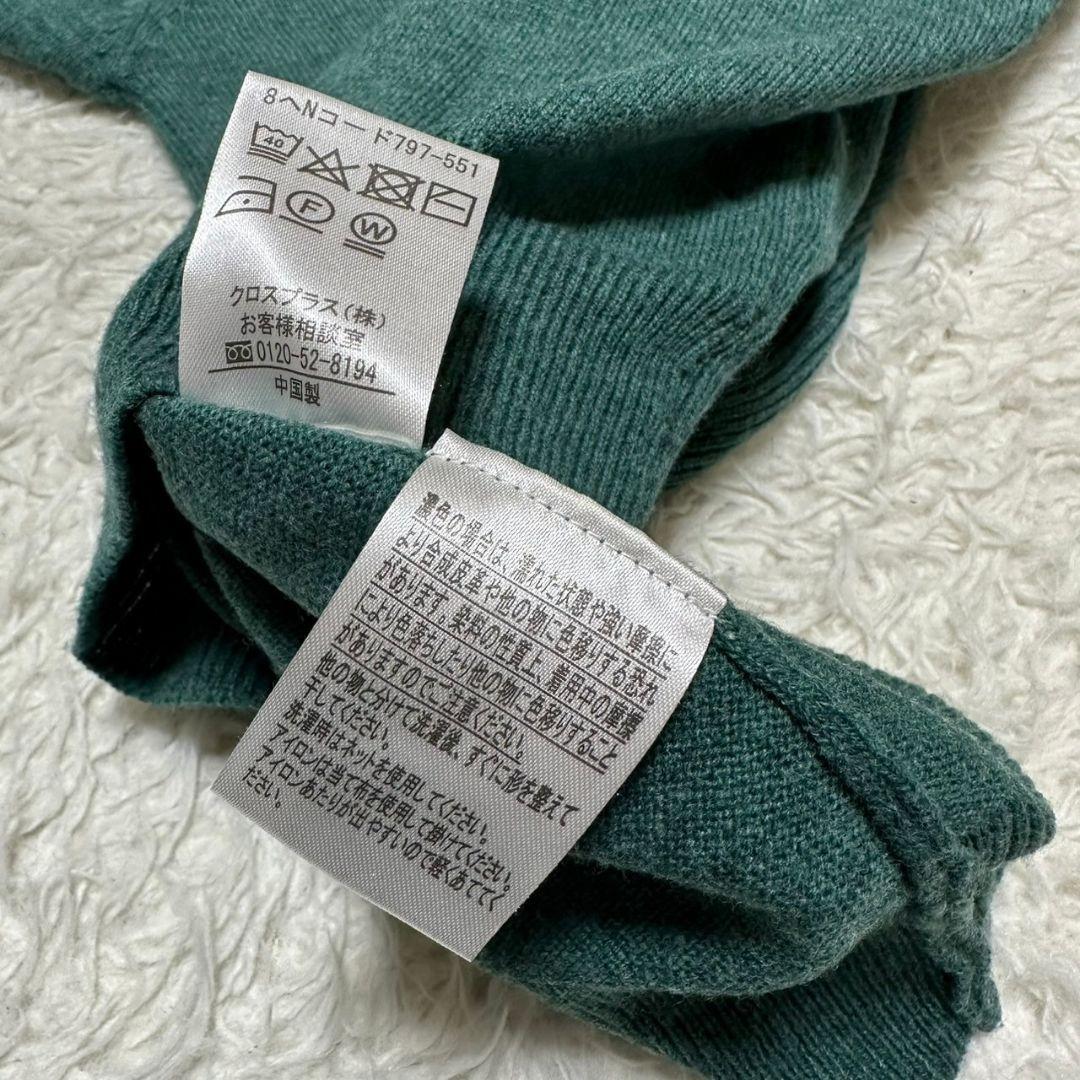 8ヘNコード797-551
40
F
W
クロスプラス(株)
お客様相談室
0120-52-8194
中国製
濃色の場合は、濡れた状態や強い摩擦に
より合成皮革や他の物に色移りする恐れ
があります。染料の性質上、着用中の摩擦
により色落ちしたり他の物に色移りすること
がありますのでご注意ください。
他の物と分けて洗濯後、すぐに形を整えて
干してください。
洗濯時はネットを使用してください。
アイロンは当て布を使用して掛けてください。
アイロンあたりが出やすいので軽くあてて
ください。